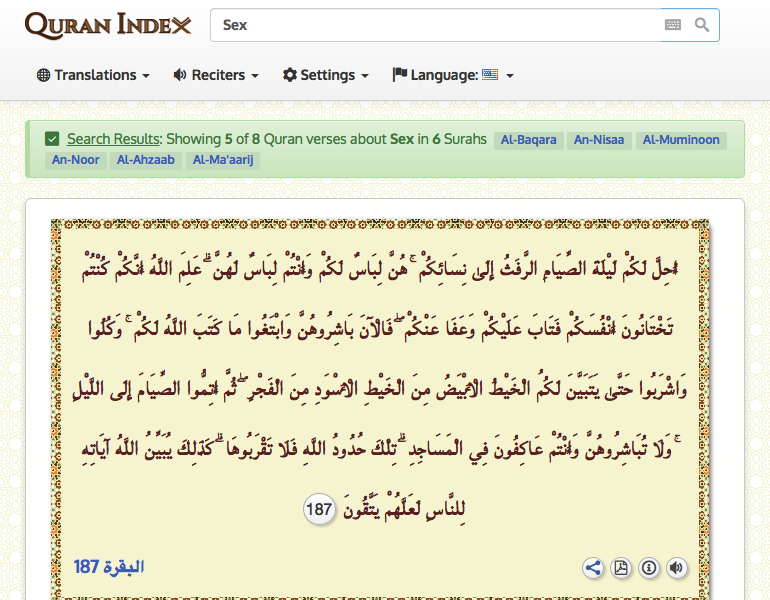 QURAN INDEX
Sex
Translations Reciters Settings Language:
Search Results: Showing 5 of 8 Quran verses about Sex in 6 Surahs Al-Baqara An-Nisaa Al-Muminoon
An-Noor Al-Ahzaab Al-Ma'aarij
أُحِلَّ لَكُمْ لَيْلَةَ الصِّيَامِ الرَّفَثُ إِلَىٰ نِسَائِكُمْ ۚ هُنَّ لِبَاسٌ لَكُمْ وَأَنْتُمْ لِبَاسٌ لَهُنَّ ۗ عَلِمَ اللَّهُ أَنَّكُمْ كُنْتُمْ
تَخْتَانُونَ أَنْفُسَكُمْ فَتَابَ عَلَيْكُمْ وَعَفَا عَنْكُمْ ۖ فَالْآنَ بَاشِرُوهُنَّ وَابْتَغُوا مَا كَتَبَ اللَّهُ لَكُمْ ۚ وَكُلُوا
وَاشْرَبُوا حَتَّىٰ يَتَبَيَّنَ لَكُمُ الْخَيْطُ الْأَبْيَضُ مِنَ الْخَيْطِ الْأَسْوَدِ مِنَ الْفَجْرِ ۖ ثُمَّ أَتِمُّوا الصِّيَامَ إِلَى اللَّيْلِ
ۚ وَلَا تُبَاشِرُوهُنَّ وَأَنْتُمْ عَاكِفُونَ فِي الْمَسَاجِدِ ۗ تِلْكَ حُدُودُ اللَّهِ فَلَا تَقْرَبُوهَا ۗ كَذَٰلِكَ يُبَيِّنُ اللَّهُ آيَاتِهِ
لِلنَّاسِ لَعَلَّهُمْ يَتَّقُونَ 187
البقرة 187